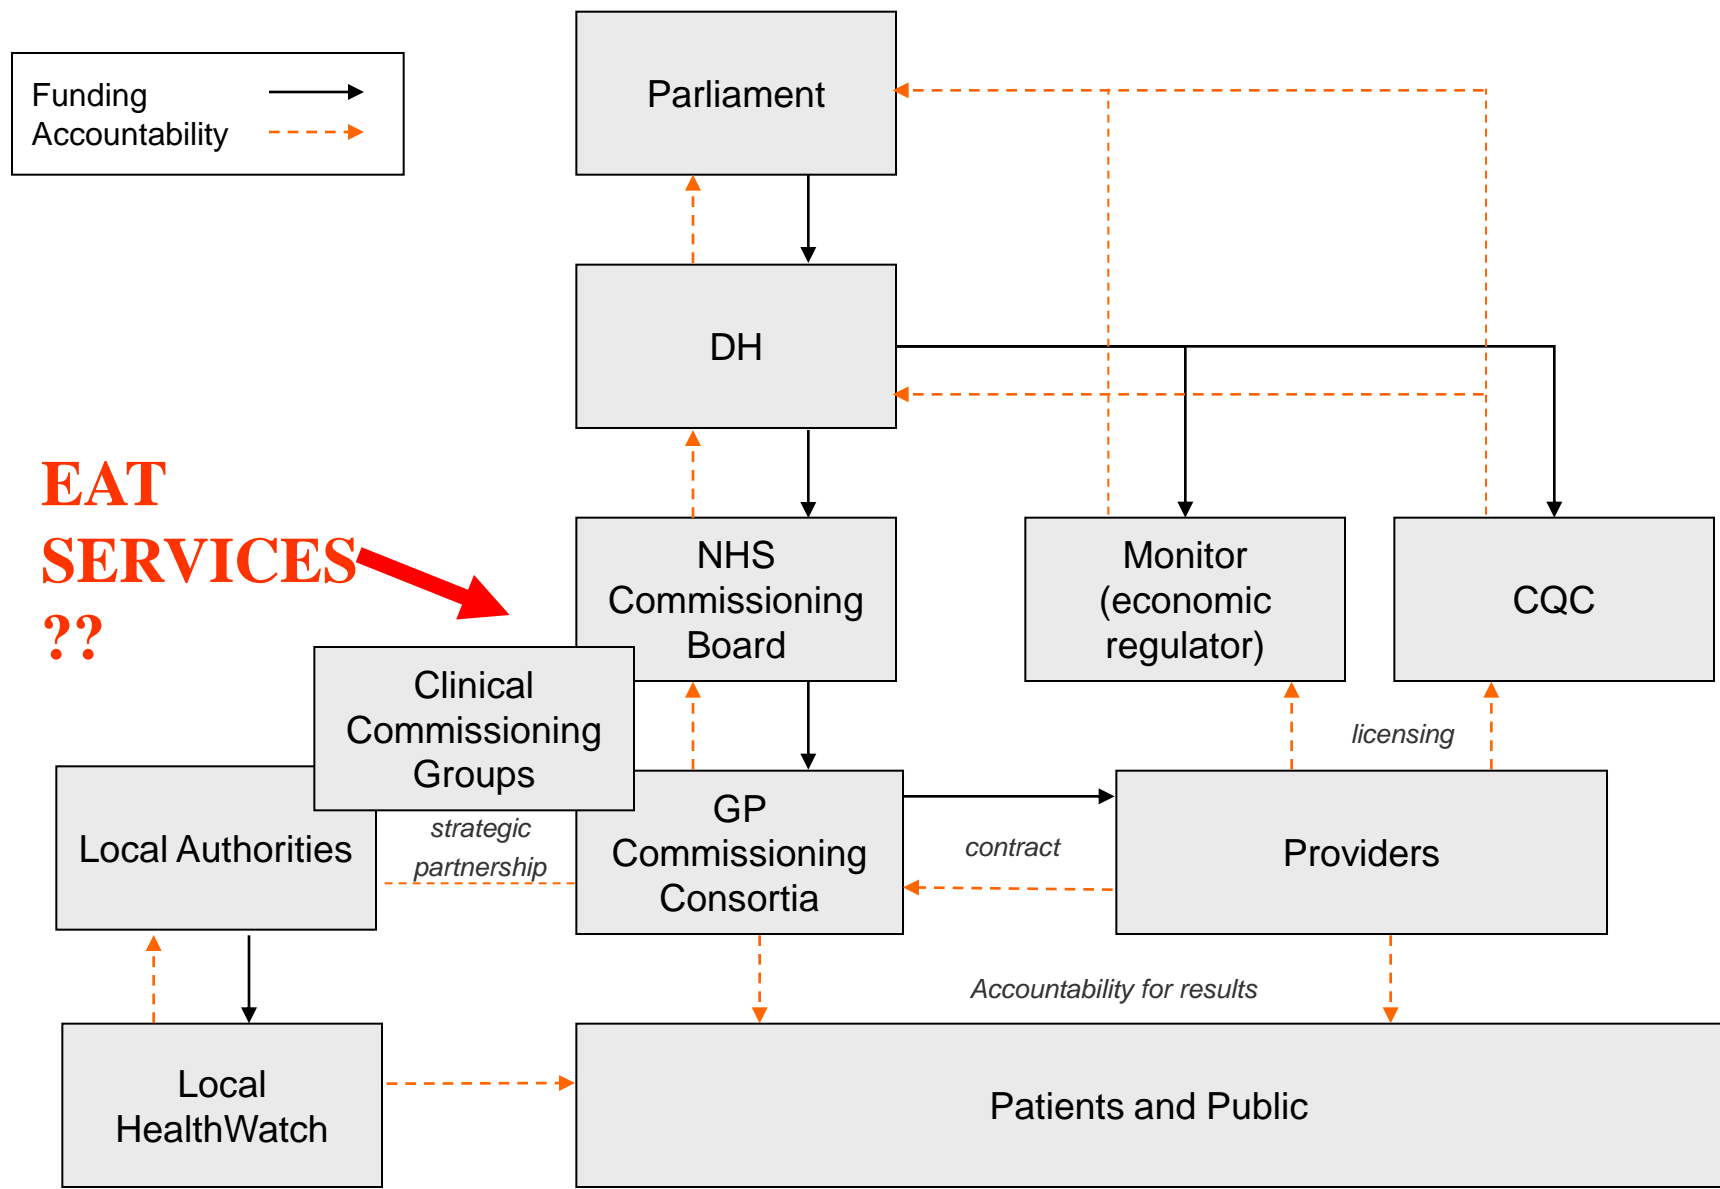 Funding
Accountability
Parliament
DH
EAT
SERVICES
??
NHS
Commissioning
Board
Monitor
(economic
regulator)
CQC
Clinical
Commissioning
Groups
licensing
Local Authorities
strategic
partnership
GP
Commissioning
Consortia
contract
Providers
Accountability for results
Local
HealthWatch
Patients and Public